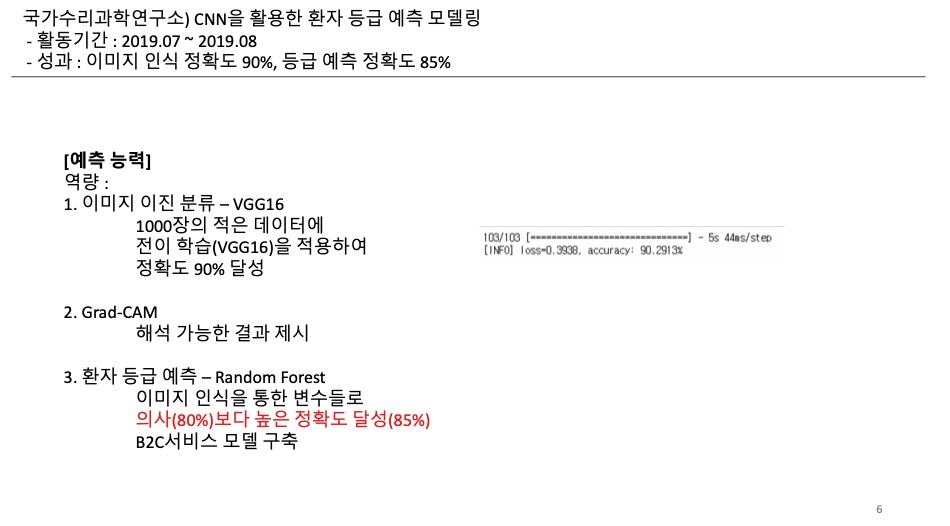 국가수리과학연구소) CNN을 활용한 환자 등급 예측 모델링
- 활동기간 : 2019.07 ~ 2019.08
- 성과 : 이미지 인식 정확도 90%, 등급 예측 정확도 85%
[예측 능력]
역량 :
1. 이미지 이진 분류 – VGG16
1000장의 적은 데이터에
전이 학습(VGG16)을 적용하여
정확도 90% 달성
103/103 [==============================] - 5s 44ms/step
[INFO] loss=0.3938, accuracy: 90.2913%
2. Grad-CAM
해석 가능한 결과 제시
3. 환자 등급 예측 – Random Forest
이미지 인식을 통한 변수들로
의사(80%)보다 높은 정확도 달성(85%)
B2C서비스 모델 구축
6